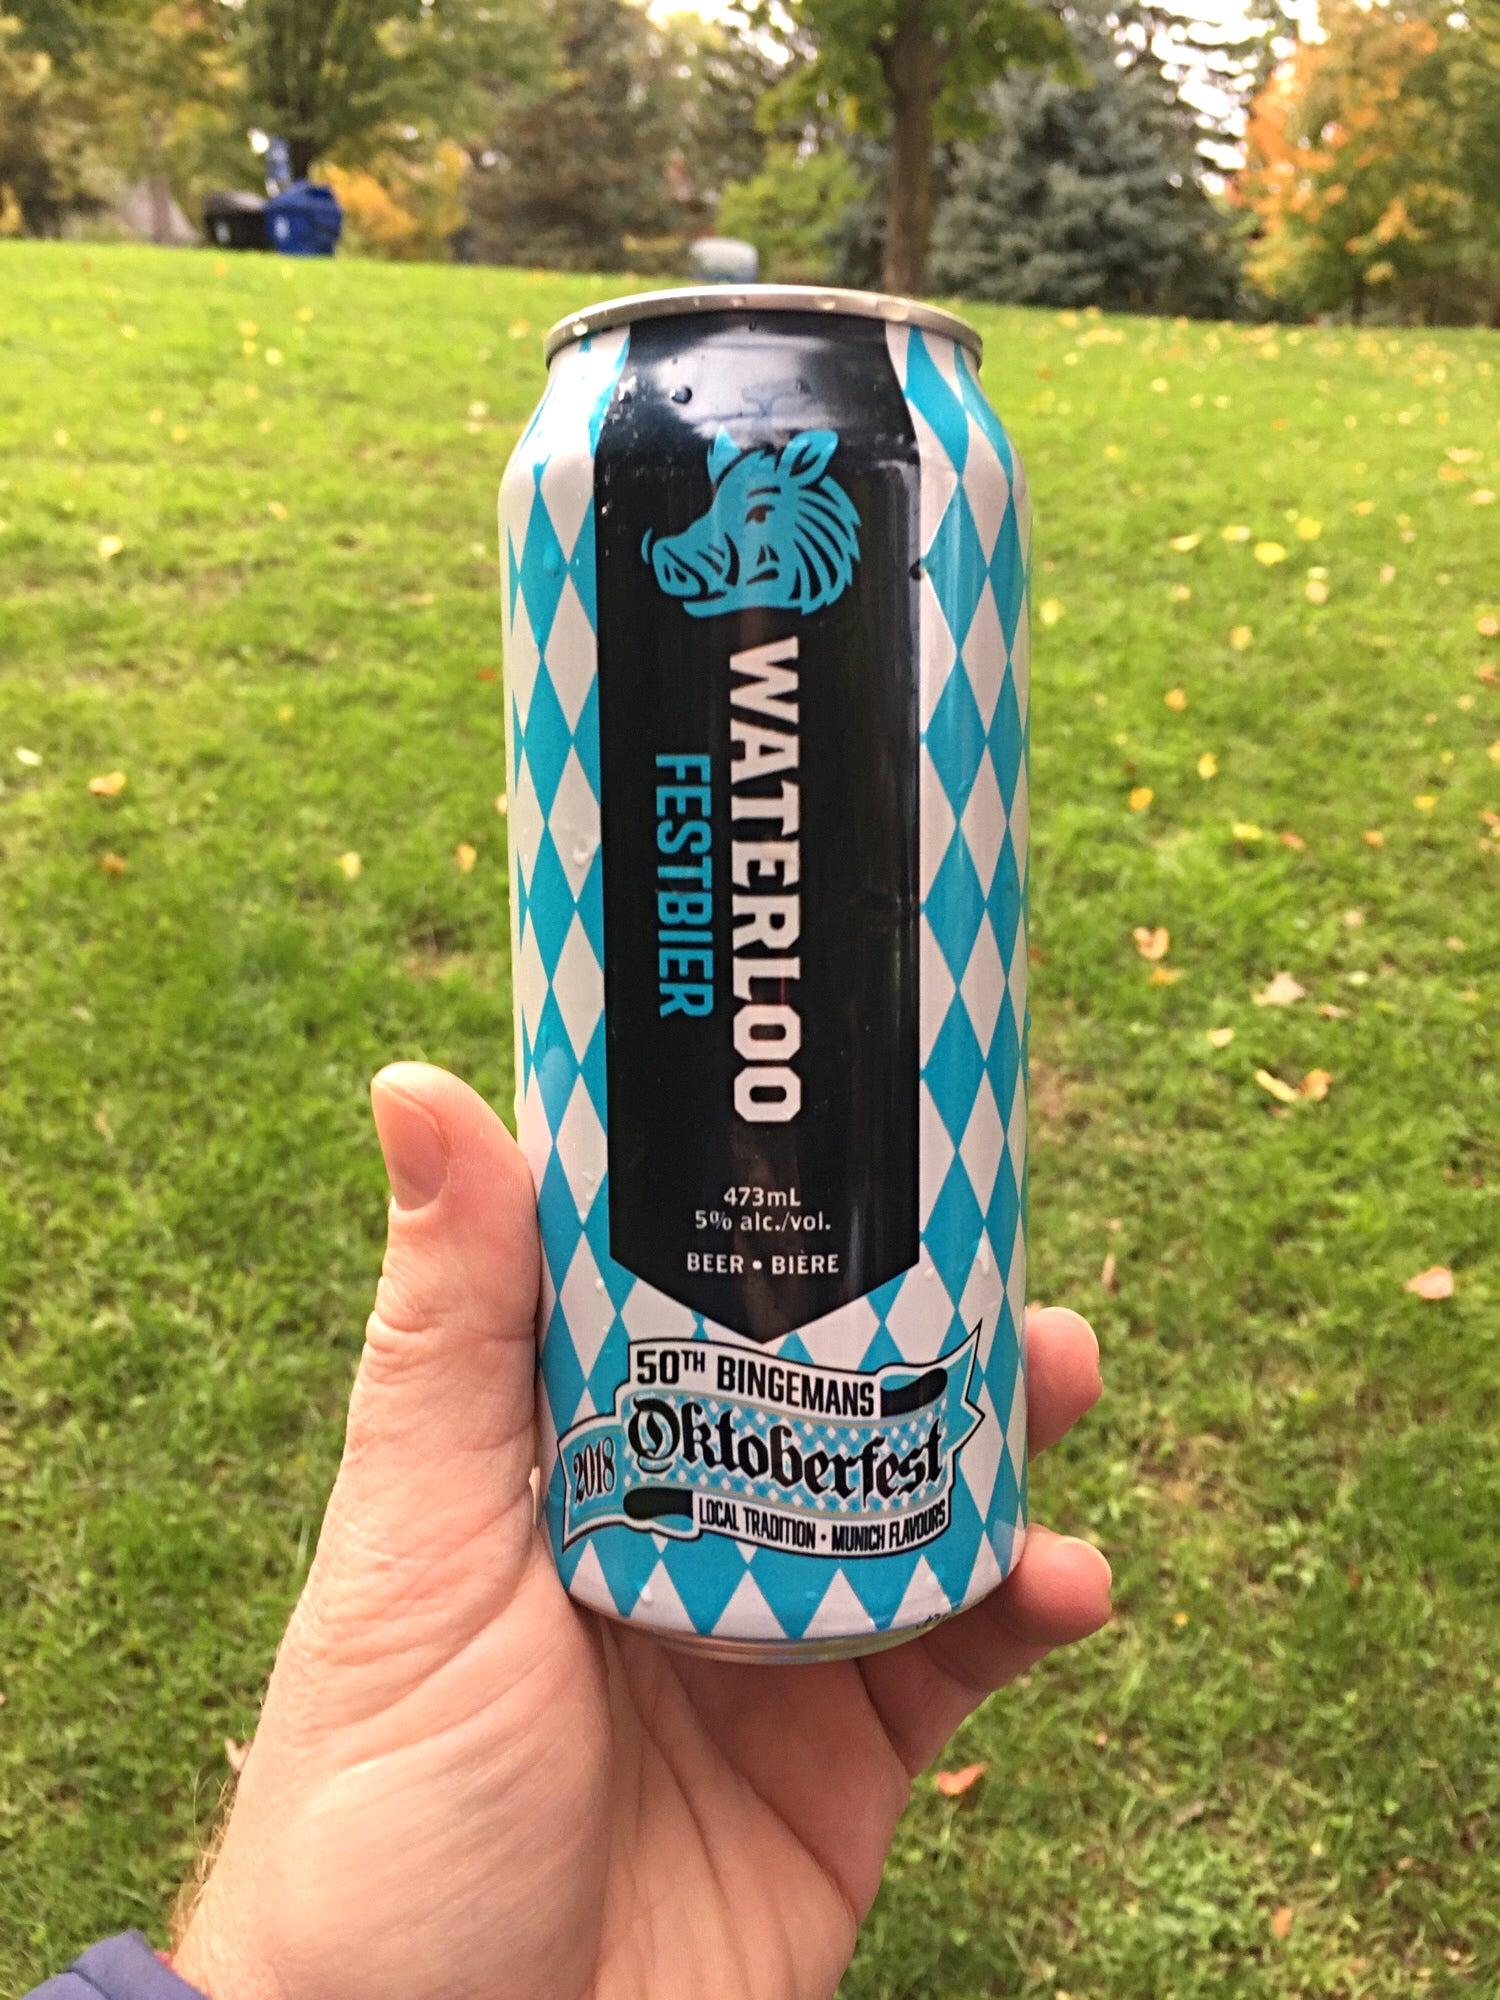 WATERLOO
FESTBIER
473mL
5% alc./vol.
BEER • BIÈRE
50TH BINGEMANS
2018 Oktoberfest
LOCAL TRADITION • MUNICH FLAVOURS